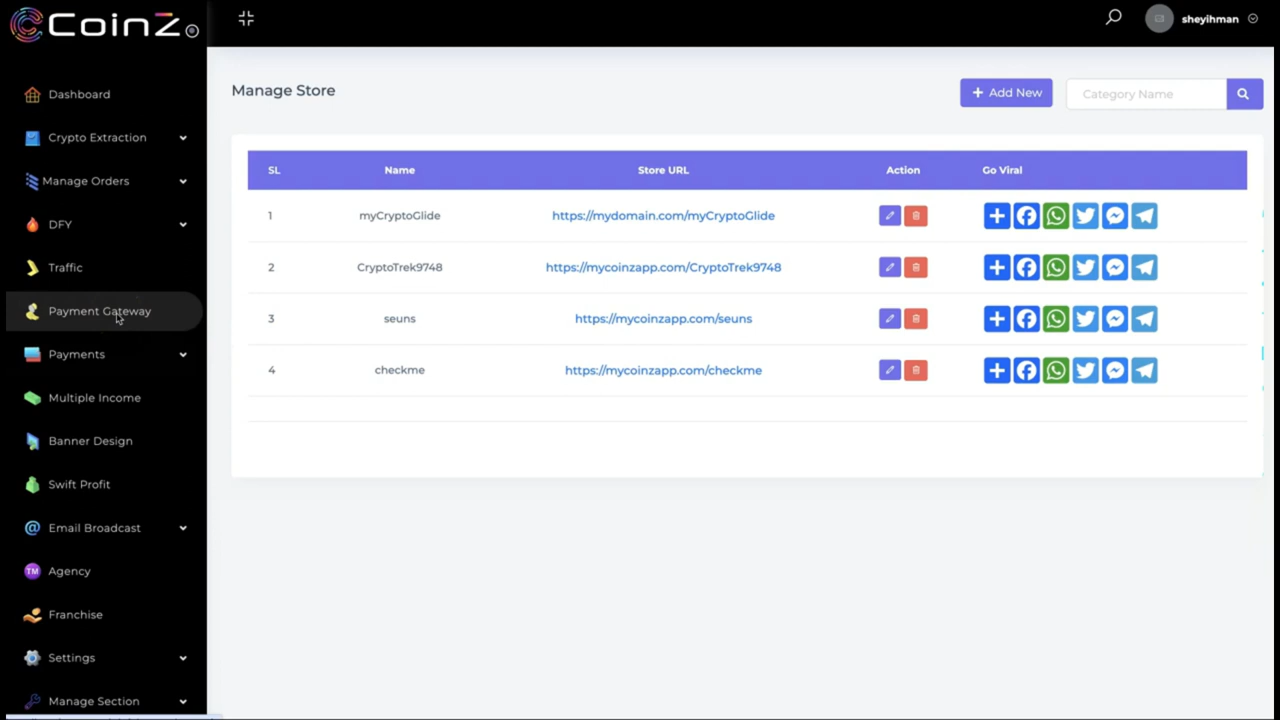 CoinZ
sheyihman
Dashboard
Crypto Extraction
Manage Orders
DFY
Traffic
Payment Gateway
Payments
Multiple Income
Banner Design
Swift Profit
Email Broadcast
TM Agency
Franchise
Settings
Manage Section
Manage Store
+ Add New
Category Name
SL Name Store URL Action Go Viral
1 myCryptoGlide https://mydomain.com/myCryptoGlide
2 CryptoTrek9748 https://mycoinzapp.com/CryptoTrek9748
3 seuns https://mycoinzapp.com/seuns
4 checkme https://mycoinzapp.com/checkme